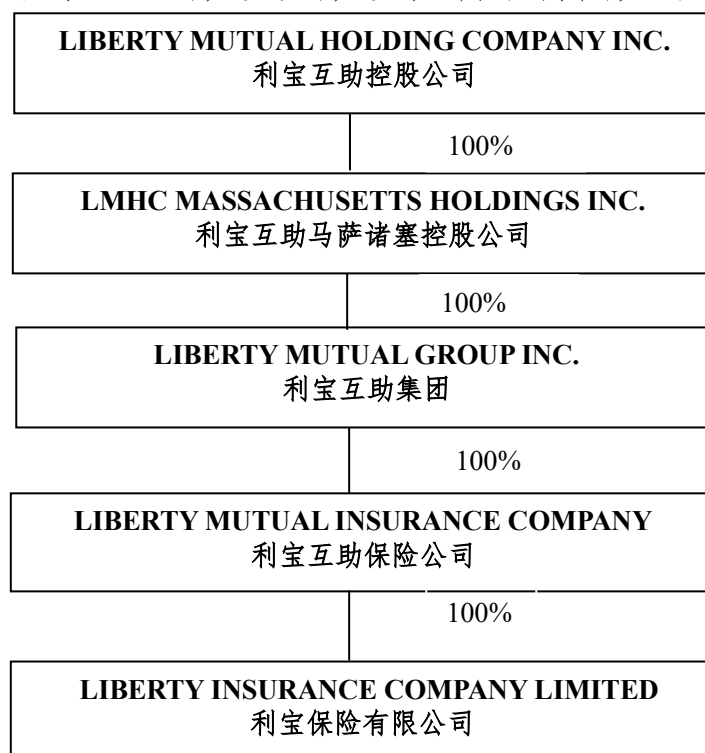 LIBERTY MUTUAL HOLDING COMPANY INC.
利宝互助控股公司
100%
LMHC MASSACHUSETTS HOLDINGS INC.
利宝互助马萨诸塞控股公司
100%
LIBERTY MUTUAL GROUP INC.
利宝互助集团
100%
LIBERTY MUTUAL INSURANCE COMPANY
利宝互助保险公司
100%
LIBERTY INSURANCE COMPANY LIMITED
利宝保险有限公司